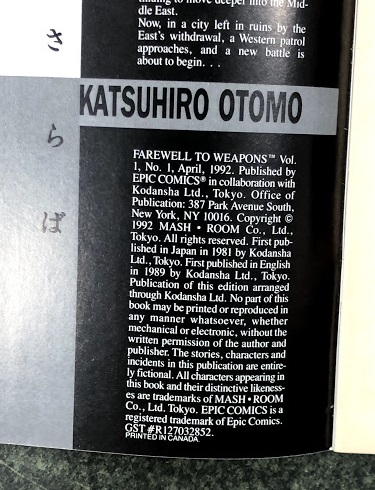 to move deeper into the Mid-
dle East.
Now, in a city left in ruins by the
East's withdrawal, a Western patrol
approaches, and a new battle is
about to begin. . .
さらば
KATSUHIRO OTOMO
FAREWELL TO WEAPONS™ Vol.
1, No. 1, April, 1992. Published by
EPIC COMICS® in collaboration with
Kodansha Ltd., Tokyo. Office of
Publication: 387 Park Avenue South,
New York, NY 10016. Copyright ©
1992 MASH • ROOM Co., Ltd.,
Tokyo. All rights reserved. First pub-
lished in Japan in 1981 by Kodansha
Ltd., Tokyo. First published in English
in 1989 by Kodansha Ltd., Tokyo.
Publication of this edition arranged
through Kodansha Ltd. No part of this
book may be printed or reproduced in
any manner whatsoever, whether
mechanical or electronic, without the
written permission of the author and
publisher. The stories, characters and
incidents in this publication are entire-
ly fictional. All characters appearing in
this book and their distinctive likeness-
es are trademarks of MASH • ROOM
Co., Ltd. Tokyo. EPIC COMICS is a
registered trademark of Epic Comics.
GST #R127032852.
PRINTED IN CANADA.